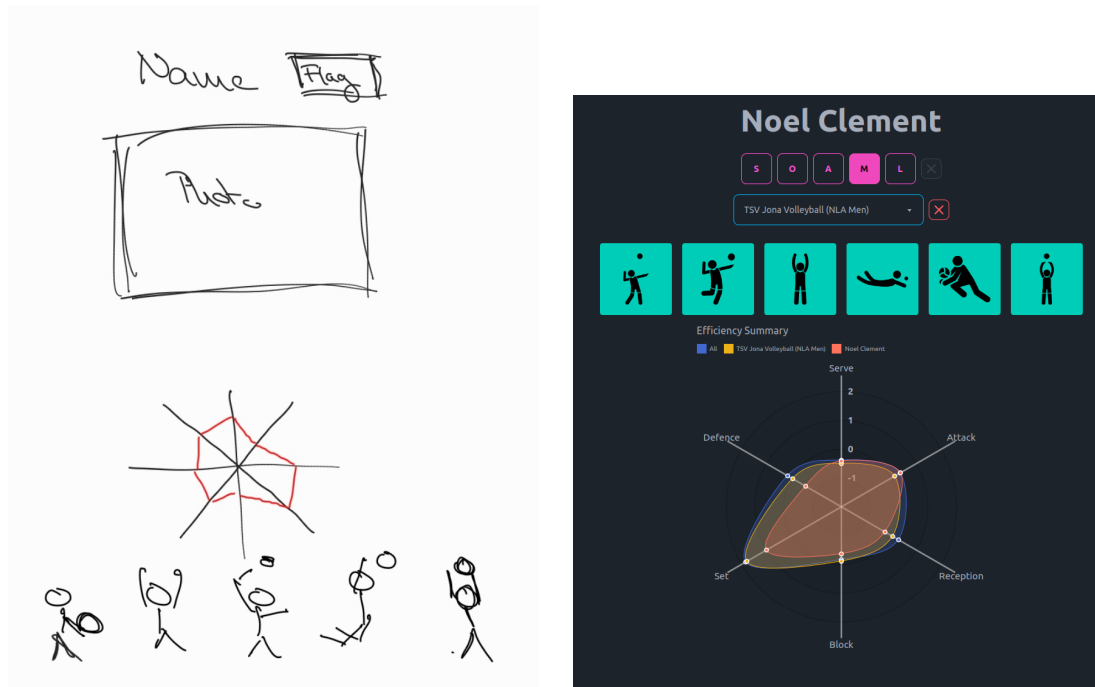 Name Flag
Photo
Noel Clement
S O A M L
TSV Jona Volleyball (NLA Men)
Efficiency Summary
All TSV Jona Volleyball (NLA Men) Noel Clement
Serve
2
1
Defence Attack
0
-1
Set Reception
Block